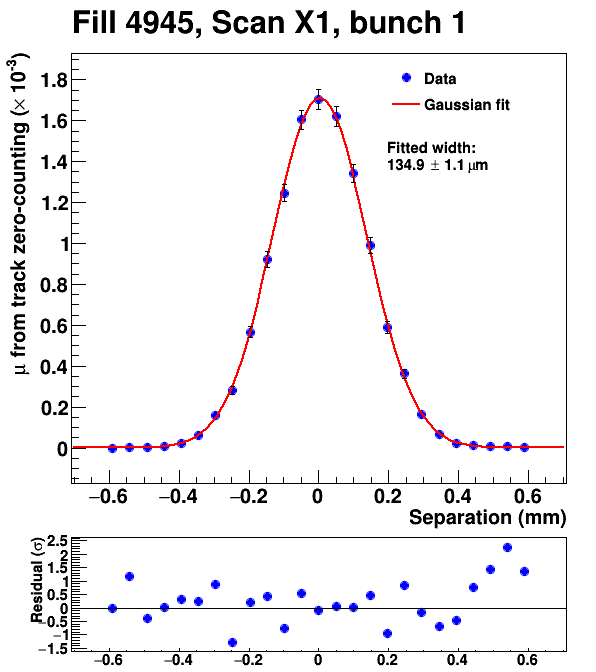 Fill 4945, Scan X1, bunch 1
μ from track zero-counting (× 10⁻³)
1.8
1.6
1.4
1.2
1
0.8
0.6
0.4
0.2
0
Data
Gaussian fit
Fitted width:
134.9 ± 1.1 μm
−0.6 −0.4 −0.2 0 0.2 0.4 0.6
Separation (mm)
Residual (σ)
2.5
2
1.5
1
0.5
0
−0.5
−1
−1.5
−0.6 −0.4 −0.2 0 0.2 0.4 0.6